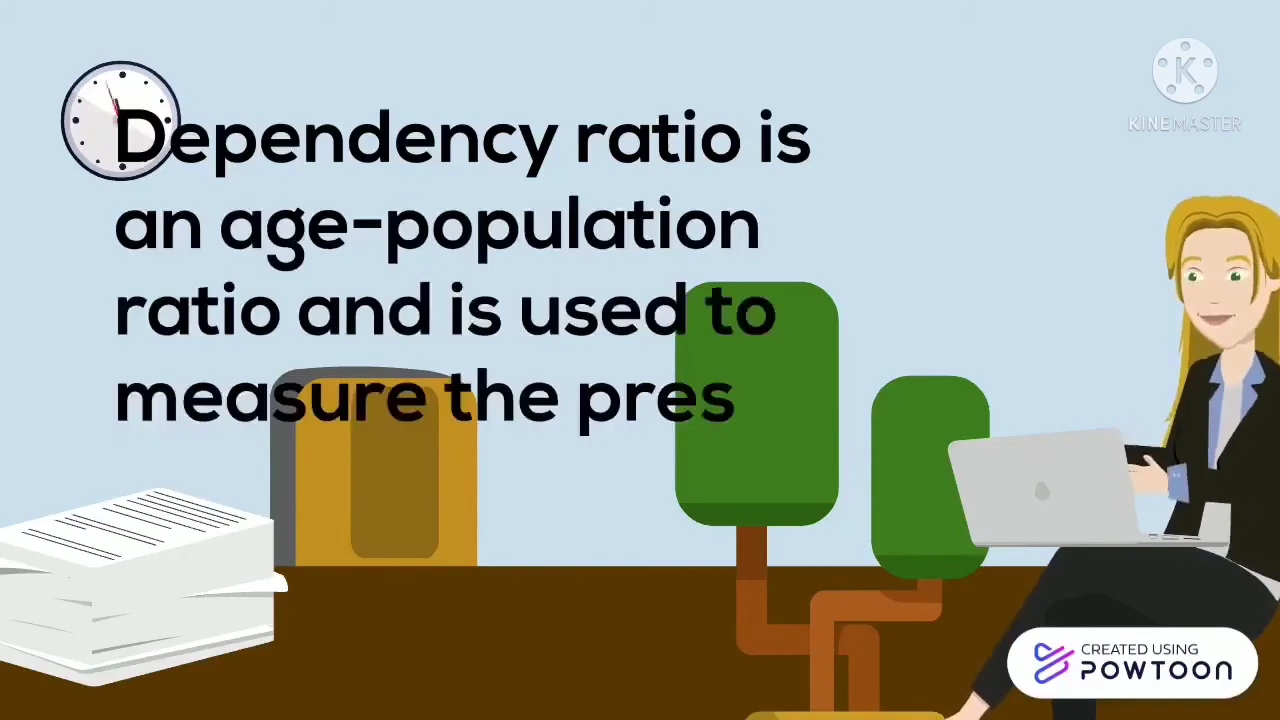 Dependency ratio is
an age-population
ratio and is used to
measure the pres
K
KINEMASTER
CREATED USING
POWTOON